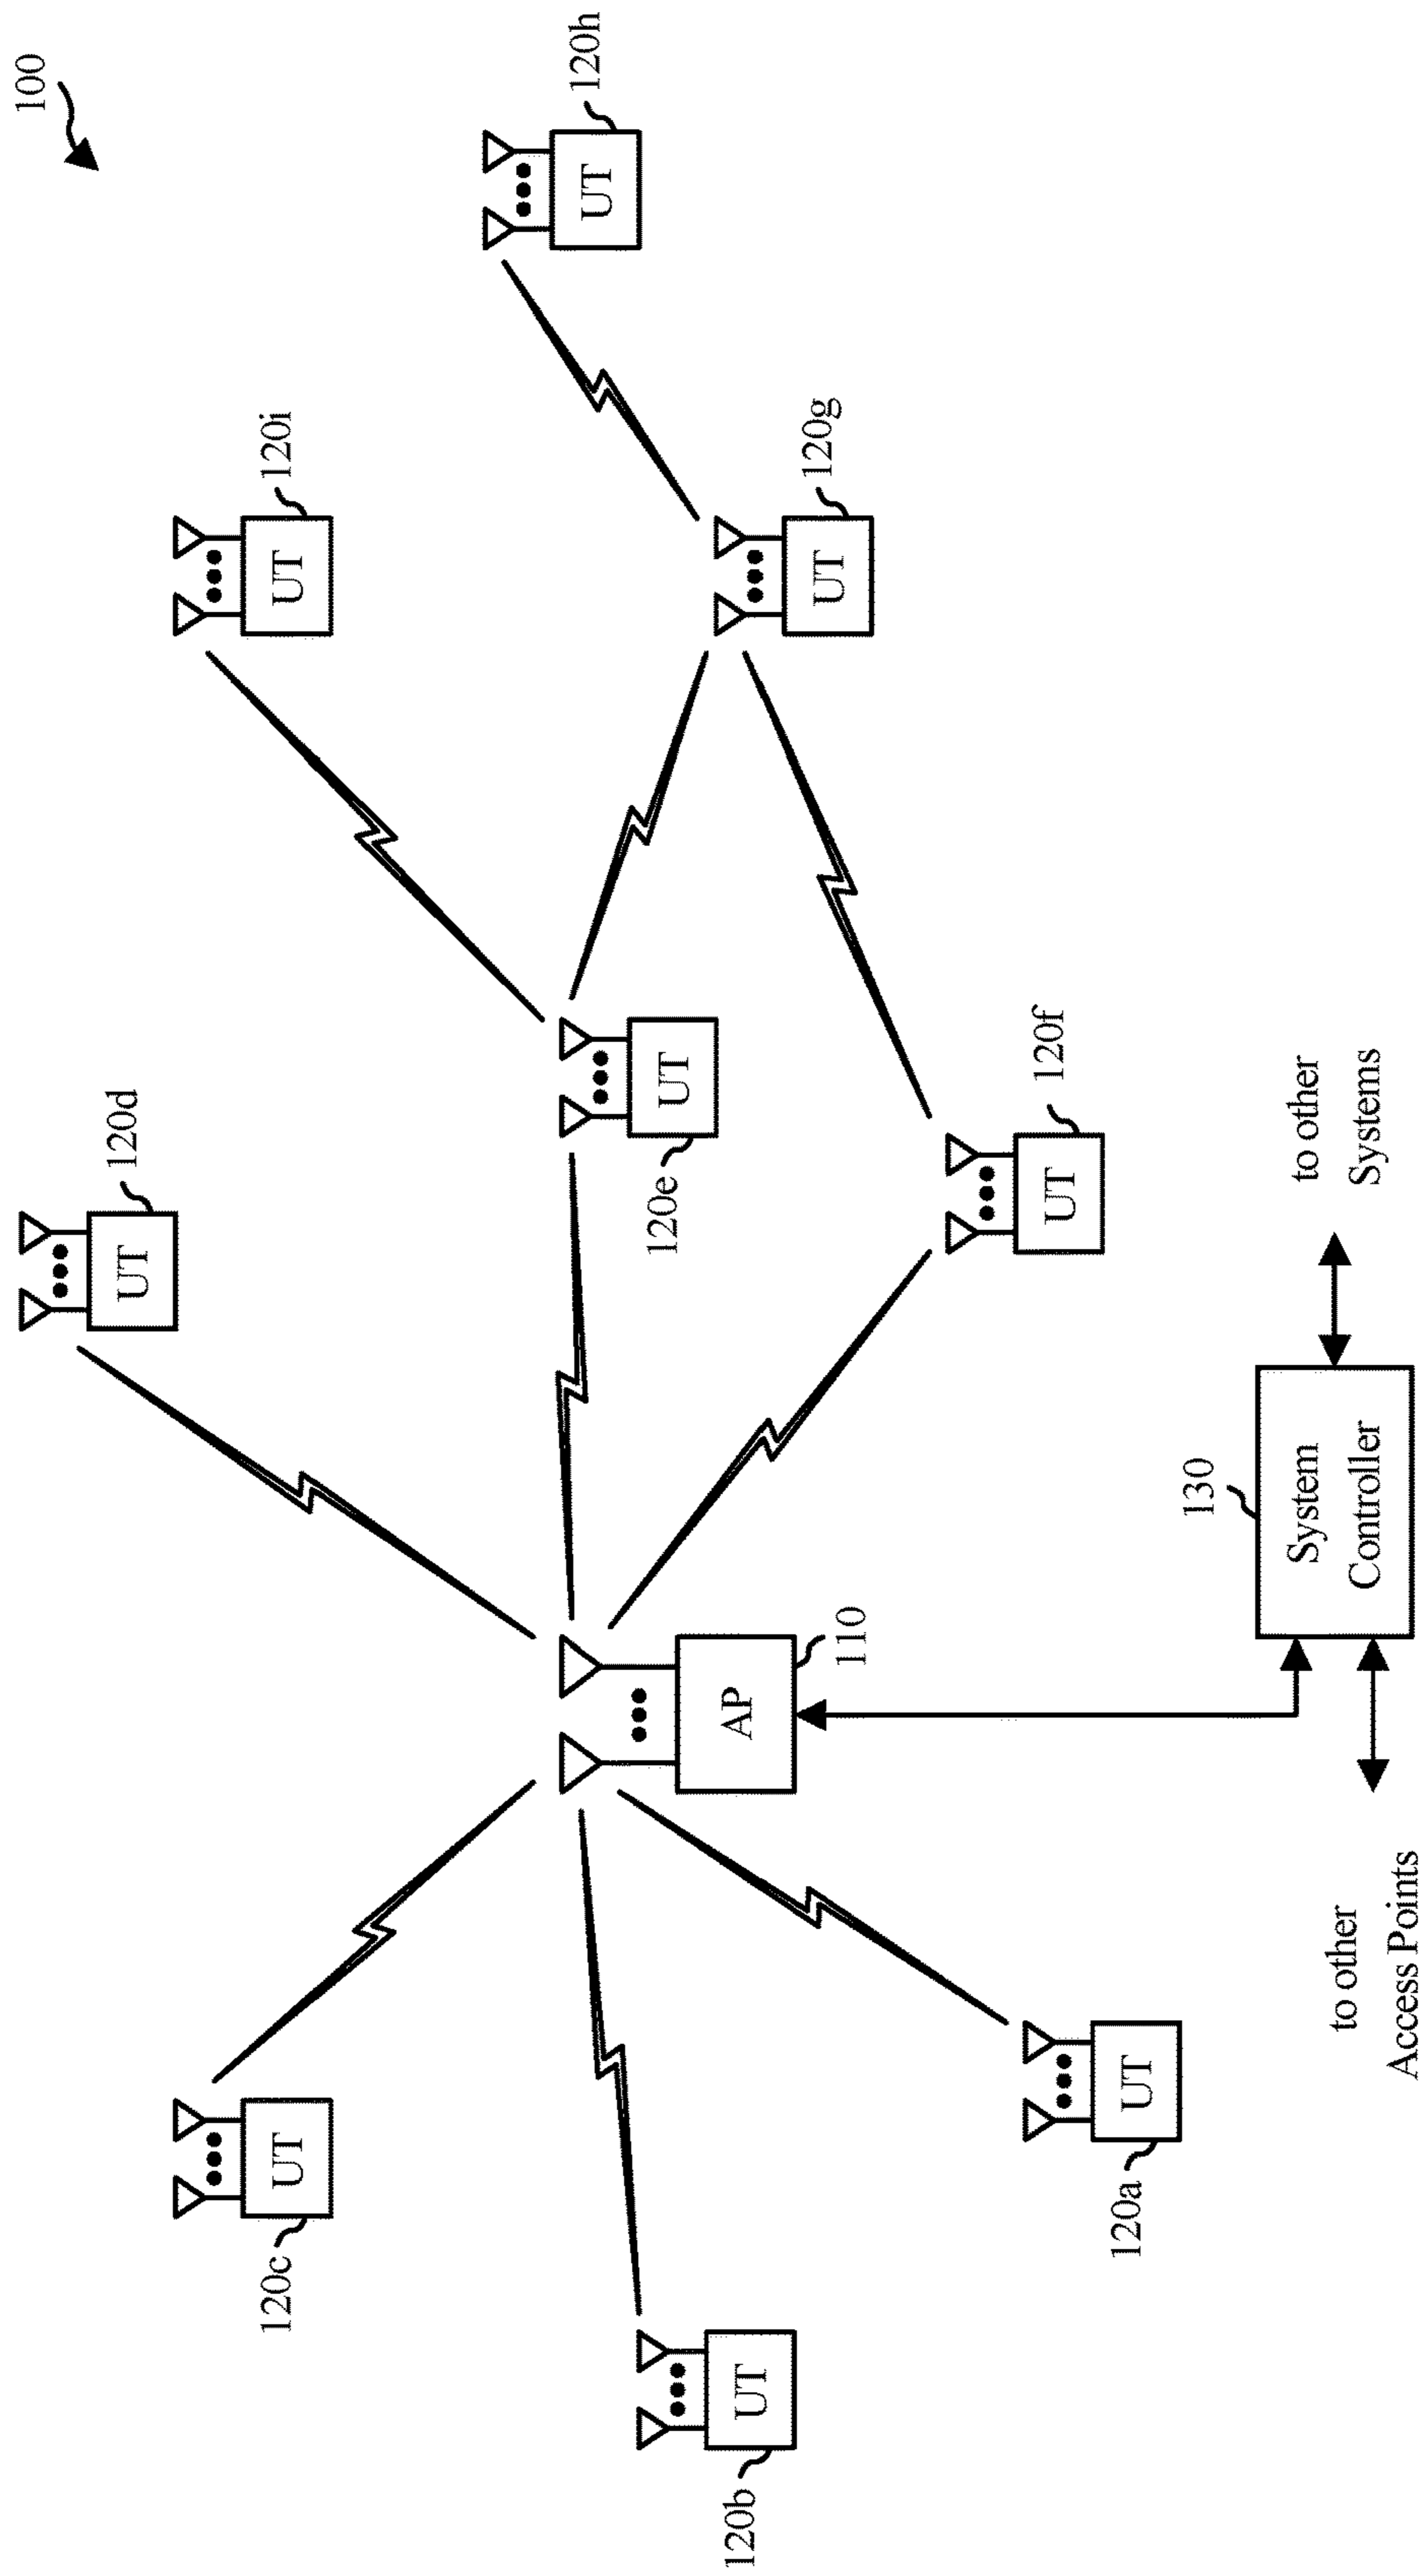 100
120d
UT
120i
UT
120c
UT
120h
UT
120e
UT
120b
UT
AP
110
120g
UT
120f
UT
120a
UT
130
System
Controller
to other
Systems
to other
Access Points